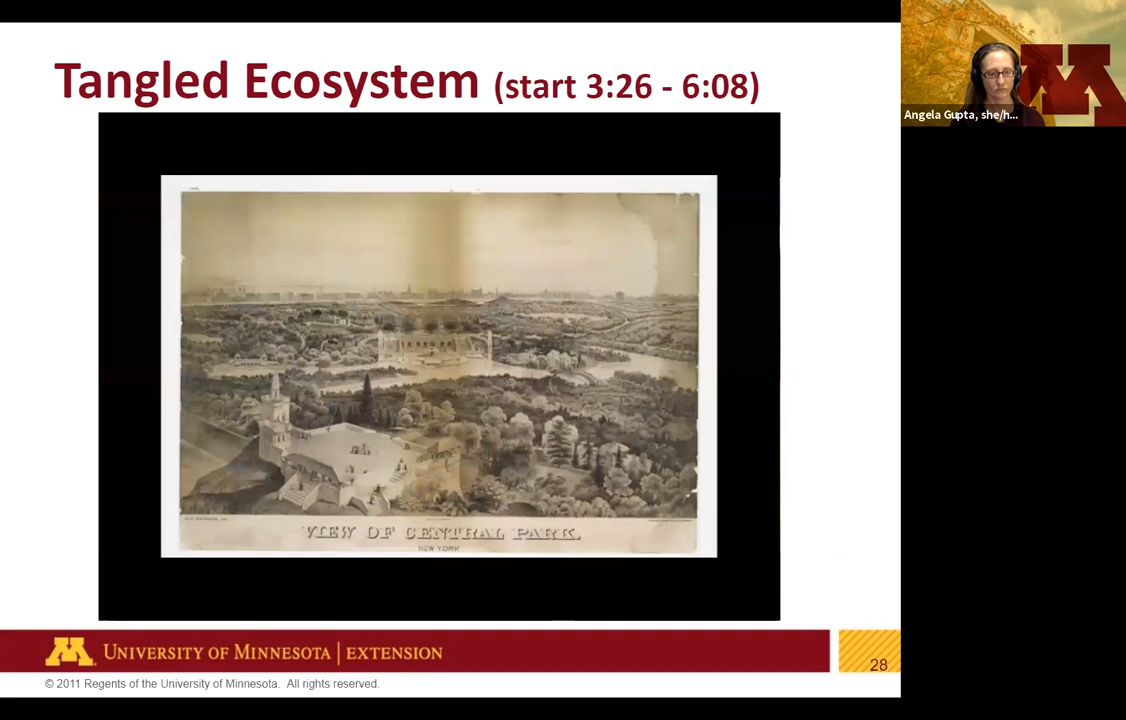 Tangled Ecosystem (start 3:26 - 6:08)
VIEW OF CENTRAL PARK,
NEW YORK
UNIVERSITY OF MINNESOTA | EXTENSION
28
© 2011 Regents of the University of Minnesota. All rights reserved.
Angela Gupta, she/h...